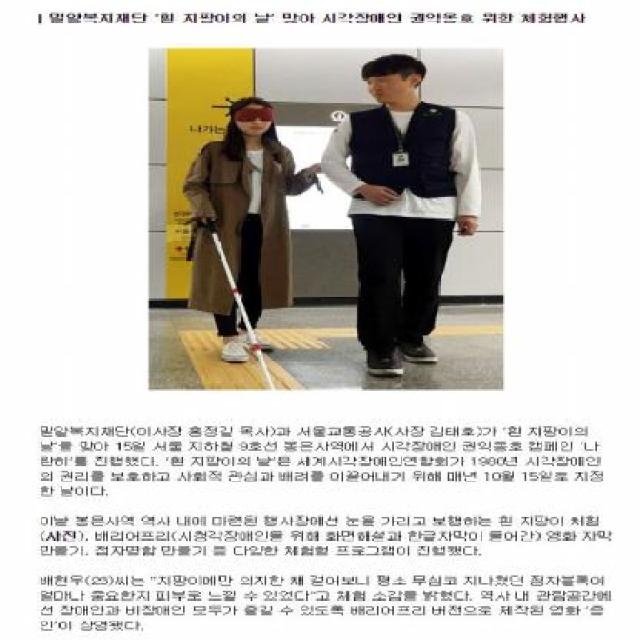 | 밀알복지재단 '흰 지팡이의 날' 맞아 시각장애인 권익옹호 위한 체험행사
나가는
밀알복지재단(이사장 홍정길 목사)과 서울교통공사(사장 김태호)가 '흰 지팡이의
날'을 맞아 15일 서울 지하철 9호선 봉은사역에서 시각장애인 권익옹호 캠페인 '나
란히'를 진행했다. '흰 지팡이의 날'은 세계시각장애인연합회가 1980년 시각장애인
의 권리를 보호하고 사회적 관심과 배려를 이끌어내기 위해 매년 10월 15일로 지정
한 날이다.
이날 봉은사역 역사 내에 마련된 행사장에선 눈을 가리고 보행하는 흰 지팡이 체험
(사진), 배리어프리(시청각장애인을 위해 화면해설과 한글자막이 들어간) 영화 자막
만들기, 점자명함 만들기 등 다양한 체험형 프로그램이 진행됐다.
배현우(25)씨는 "지팡이에만 의지한 채 걸어보니 평소 무심코 지나쳤던 점자블록이
얼마나 중요한지 피부로 느낄 수 있었다"고 체험 소감을 밝혔다. 역사 내 관람공간에
선 장애인과 비장애인 모두가 즐길 수 있도록 배리어프리 버전으로 제작된 영화 '증
인'이 상영됐다.